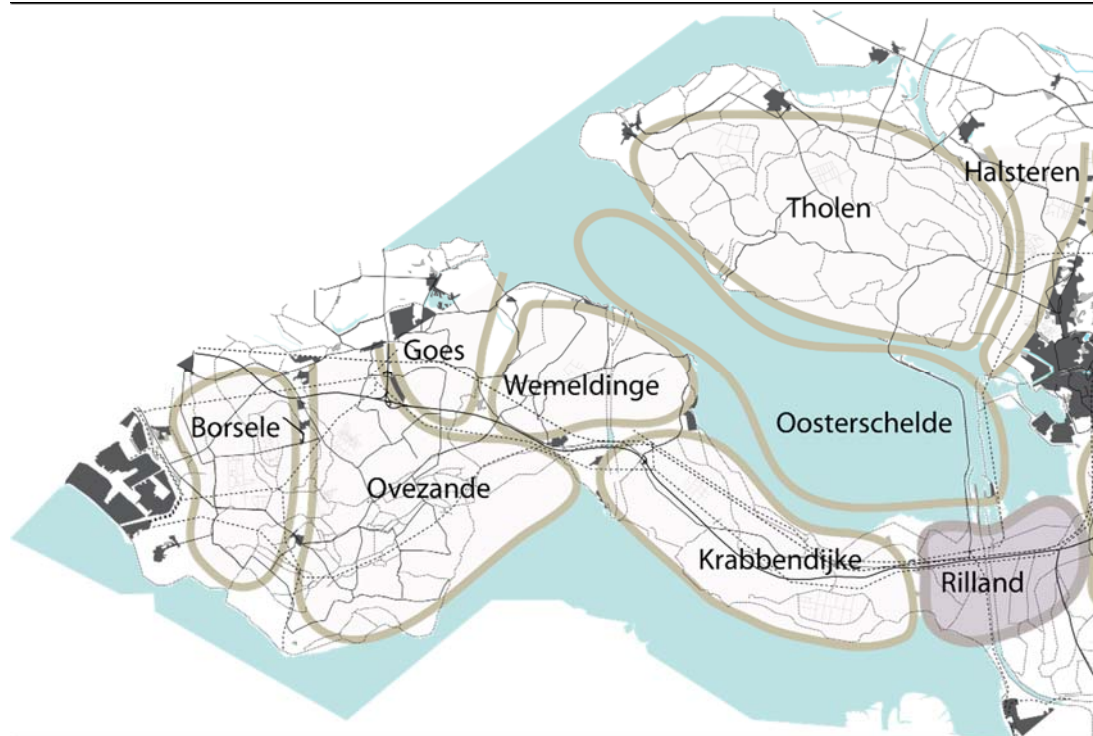 Halsteren
Tholen
Goes
Wemeldinge
Borsele
Oosterschelde
Ovezande
Krabbendijke
Rilland